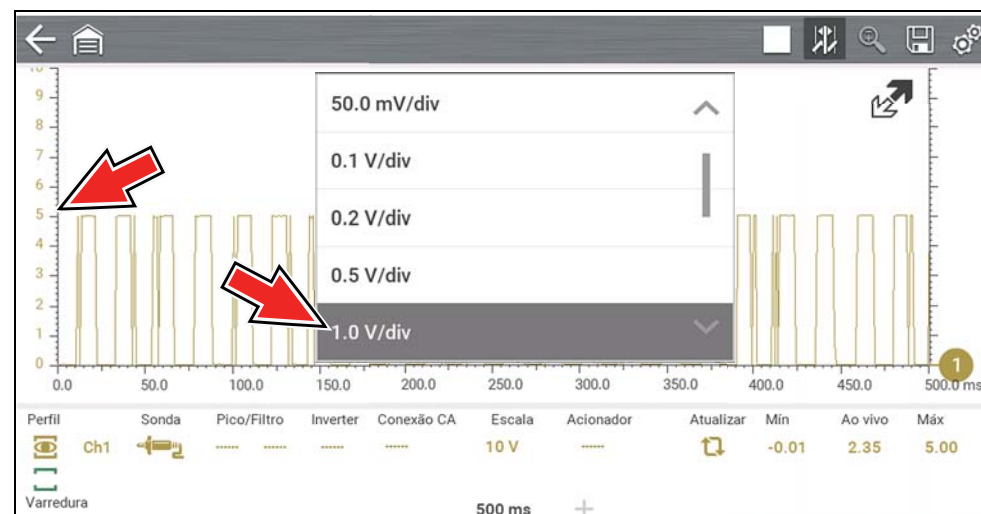 10
9
8
7
6
5
4
3
2
1
0
50.0 mV/div
0.1 V/div
0.2 V/div
0.5 V/div
1.0 V/div
0.0 50.0 100.0 150.0 200.0 250.0 300.0 350.0 400.0 450.0 500.0 ms
1
Perfil Sonda Pico/Filtro Inverter Conexão CA Escala Acionador Atualizar Mín Ao vivo Máx
Ch1 ------ ------ ------ ------ 10 V ------ -0.01 2.35 5.00
Varredura
500 ms +